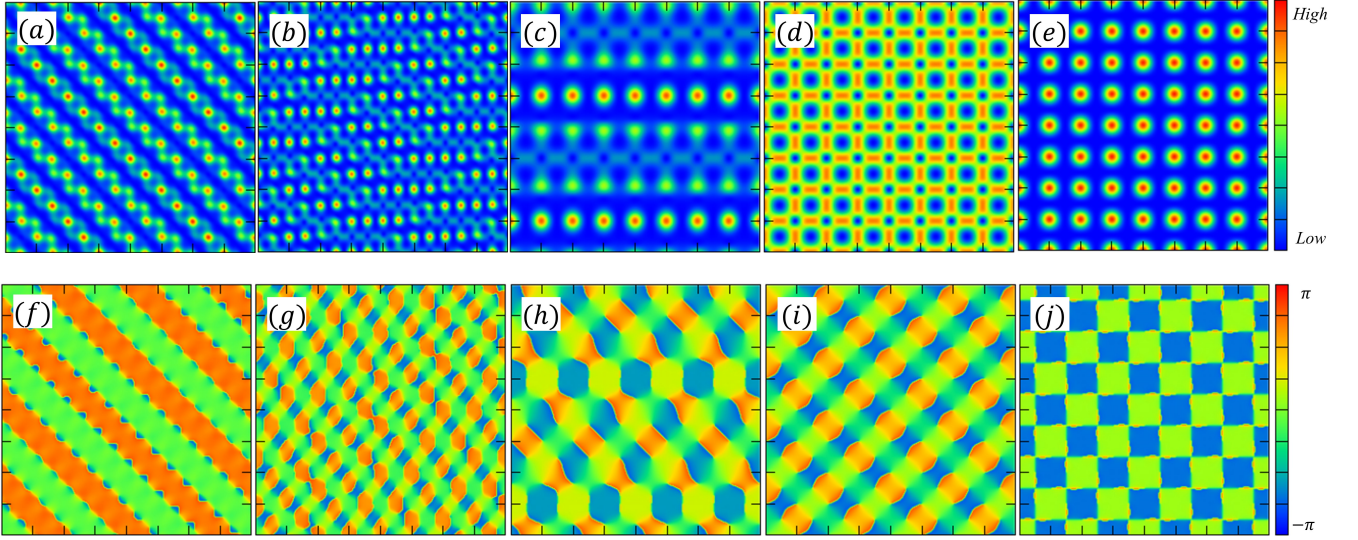 (a) (b) (c) (d) (e) High
Low
(f) (g) (h) (i) (j) π
−π